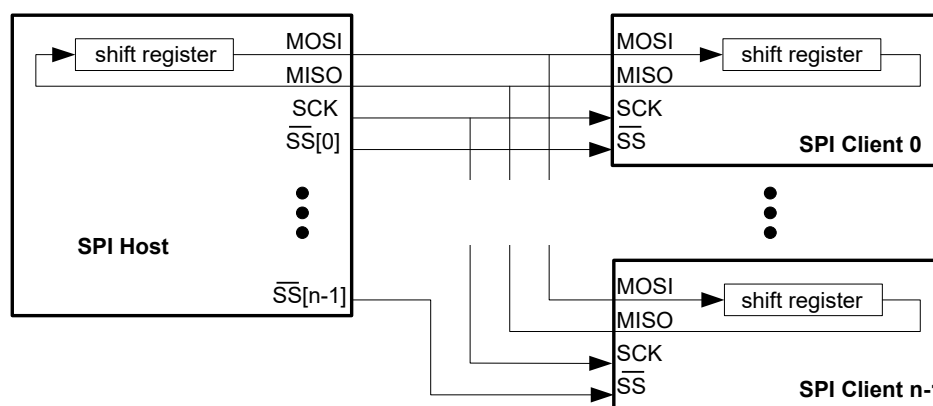 shift register
MOSI
MISO
SCK
SS[0]
SPI Host
SS[n-1]
MOSI
shift register
MISO
SCK
SS
SPI Client 0
MOSI
shift register
MISO
SCK
SS
SPI Client